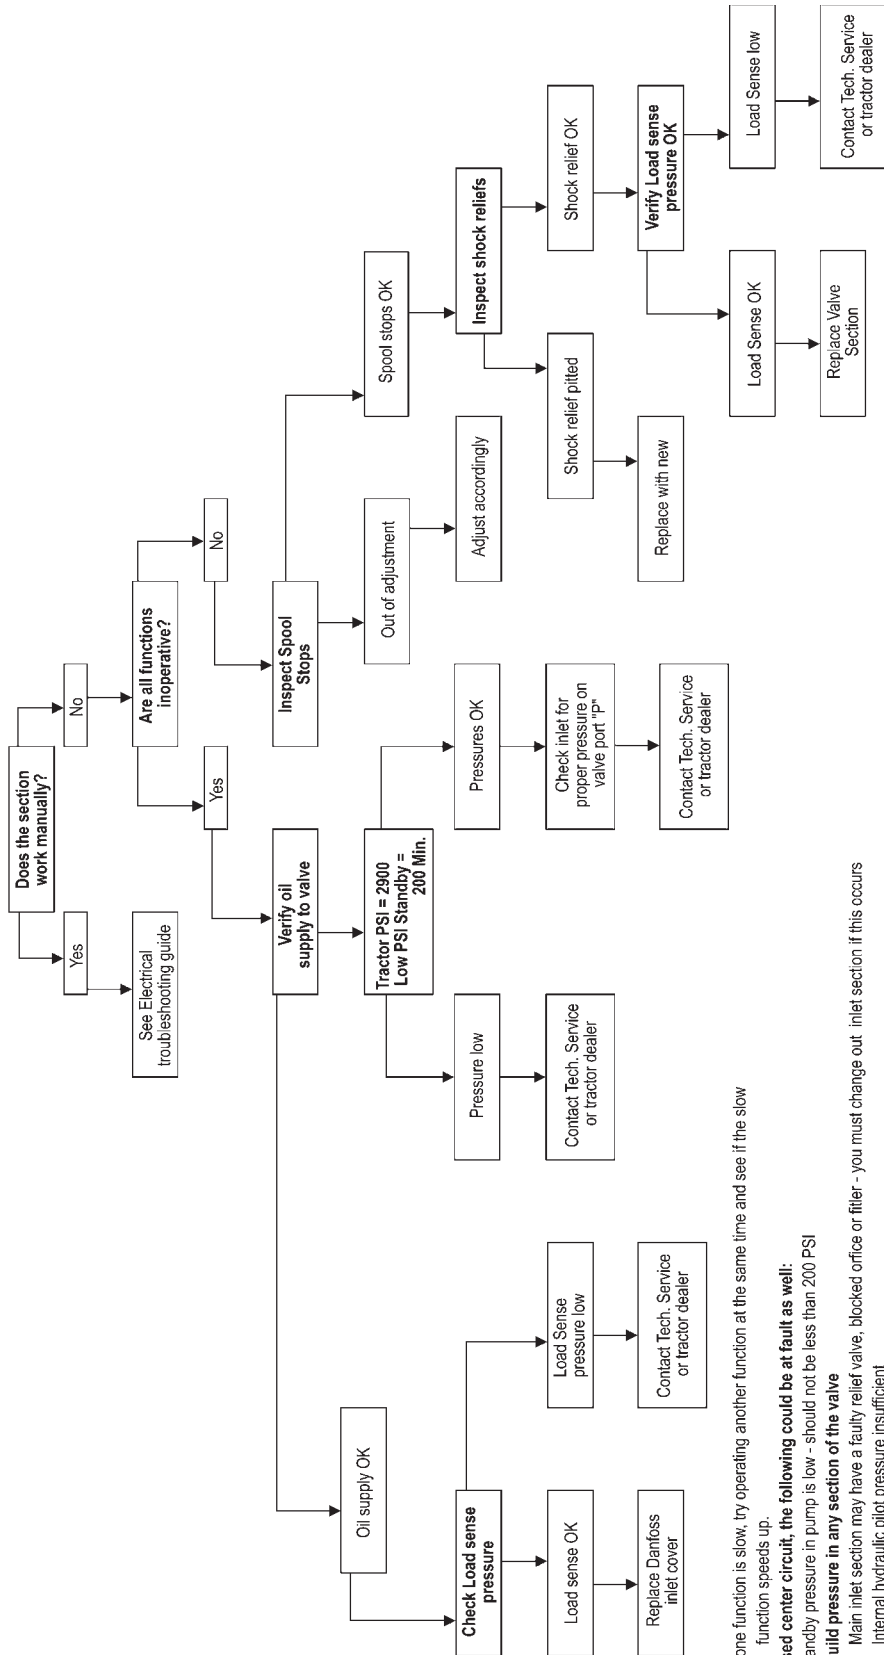 Does the section
work manually?
Yes
No
See Electrical
troubleshooting guide
Are all functions
inoperative?
Yes
No
Verify oil
supply to valve
Inspect Spool
Stops
Oil supply OK
Tractor PSI = 2900
Low PSI Standby =
200 Min.
Out of adjustment
Spool stops OK
Check Load sense
pressure
Pressure low
Pressures OK
Adjust accordingly
Inspect shock reliefs
Load sense OK
Load Sense
pressure low
Contact Tech. Service
or tractor dealer
Check inlet for
proper pressure on
valve port "P"
Shock relief pitted
Shock relief OK
Replace Danfoss
inlet cover
Contact Tech. Service
or tractor dealer
Contact Tech. Service
or tractor dealer
Replace with new
Verify Load sense
pressure OK
Load Sense OK
Load Sense low
Replace Valve
Section
Contact Tech. Service
or tractor dealer
one function is slow, try operating another function at the same time and see if the slow
function speeds up.
center circuit, the following could be at fault as well:
pressure in pump is low - should not be less than 200 PSI
pressure in any section of the valve
Main inlet section may have a faulty relief valve, blocked orfice or fitler - you must change out inlet section if this occurs
Internal hydraulic pilot pressure insufficient